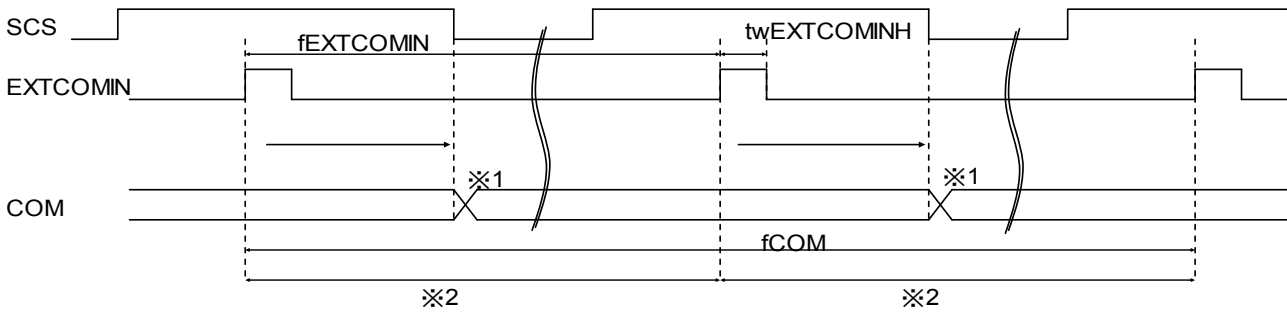 SCS
fEXTCOMIN
twEXTCOMINH
EXTCOMIN
※1
※1
COM
fCOM
※2
※2